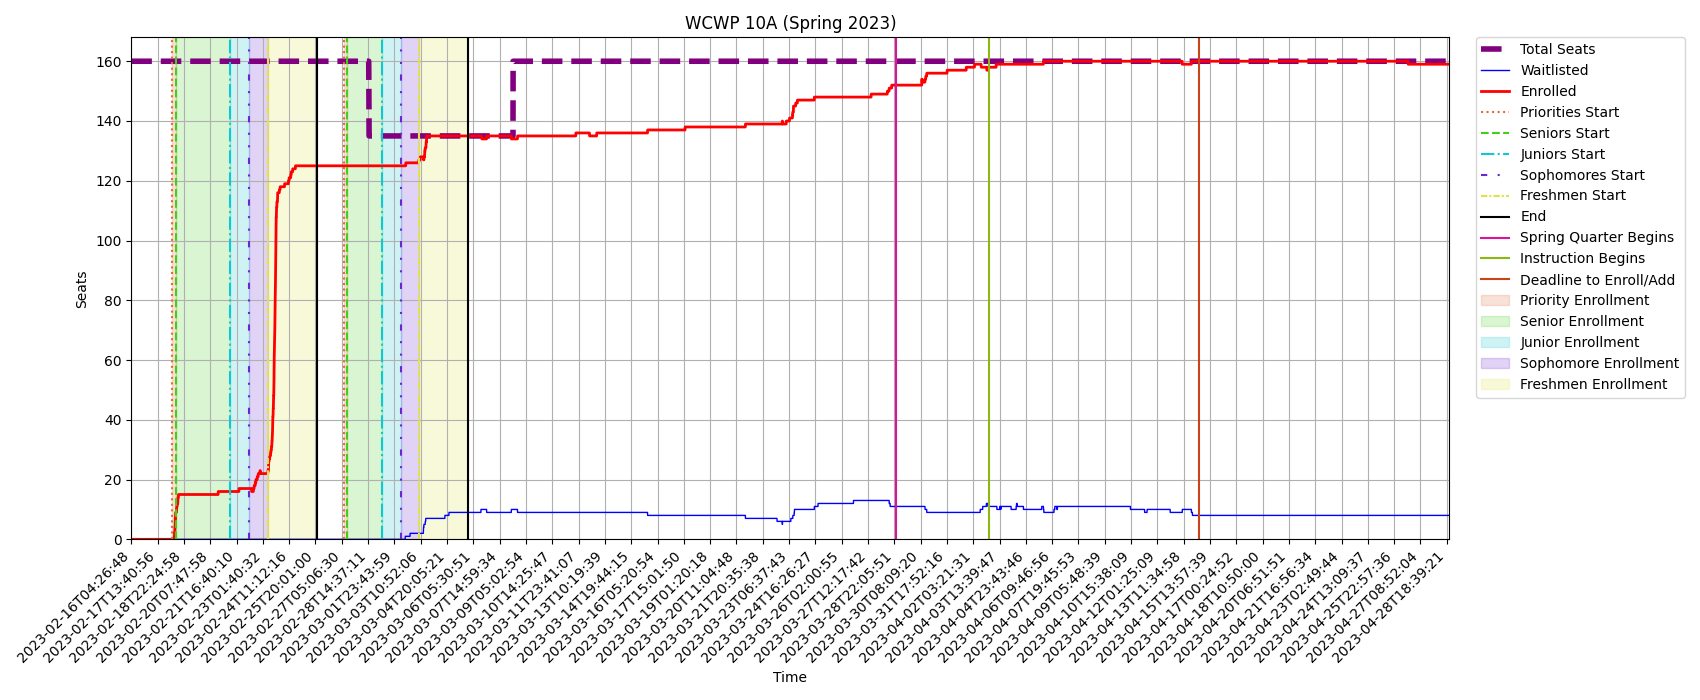 WCWP 10A (Spring 2023)
Seats
160
140
120
100
80
60
40
20
0
2023-02-16T04:26:48
2023-02-17T13:40:56
2023-02-18T22:24:58
2023-02-20T07:47:58
2023-02-21T16:40:10
2023-02-23T01:40:32
2023-02-24T11:12:16
2023-02-25T20:01:00
2023-02-27T05:06:30
2023-02-28T14:37:11
2023-03-01T23:43:59
2023-03-03T10:52:06
2023-03-04T20:05:21
2023-03-06T05:30:51
2023-03-07T14:59:34
2023-03-09T05:02:54
2023-03-10T14:25:47
2023-03-11T23:41:07
2023-03-13T10:19:39
2023-03-14T19:44:15
2023-03-16T05:20:54
2023-03-17T15:01:50
2023-03-19T01:20:18
2023-03-20T11:04:48
2023-03-21T20:35:38
2023-03-23T06:37:43
2023-03-24T16:26:27
2023-03-26T02:00:55
2023-03-27T12:17:42
2023-03-28T22:05:51
2023-03-30T08:09:20
2023-03-31T17:52:16
2023-04-02T03:21:31
2023-04-03T13:39:47
2023-04-04T23:43:46
2023-04-06T09:46:56
2023-04-07T19:45:53
2023-04-09T05:48:39
2023-04-10T15:38:09
2023-04-12T01:25:09
2023-04-13T11:34:58
2023-04-15T13:57:39
2023-04-17T00:24:52
2023-04-18T10:50:00
2023-04-20T06:51:51
2023-04-21T16:56:34
2023-04-23T02:49:44
2023-04-24T13:09:37
2023-04-25T22:57:36
2023-04-27T08:52:04
2023-04-28T18:39:21
Time
Total Seats
Waitlisted
Enrolled
Priorities Start
Seniors Start
Juniors Start
Sophomores Start
Freshmen Start
End
Spring Quarter Begins
Instruction Begins
Deadline to Enroll/Add
Priority Enrollment
Senior Enrollment
Junior Enrollment
Sophomore Enrollment
Freshmen Enrollment